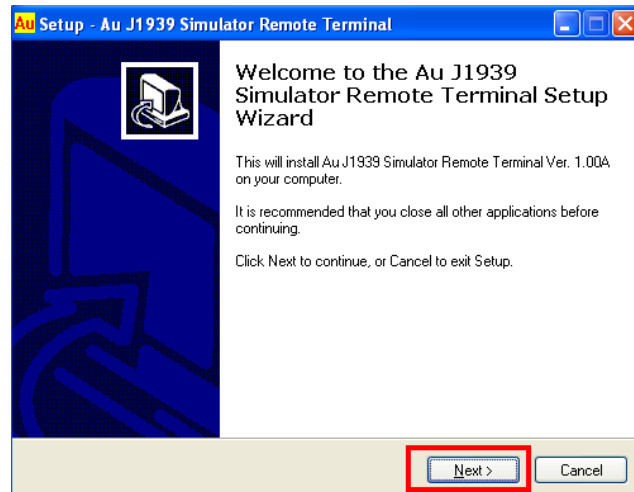 Au Setup - Au J1939 Simulator Remote Terminal
Welcome to the Au J1939
Simulator Remote Terminal Setup
Wizard
This will install Au J1939 Simulator Remote Terminal Ver. 1.00A
on your computer.
It is recommended that you close all other applications before
continuing.
Click Next to continue, or Cancel to exit Setup.
Next > Cancel